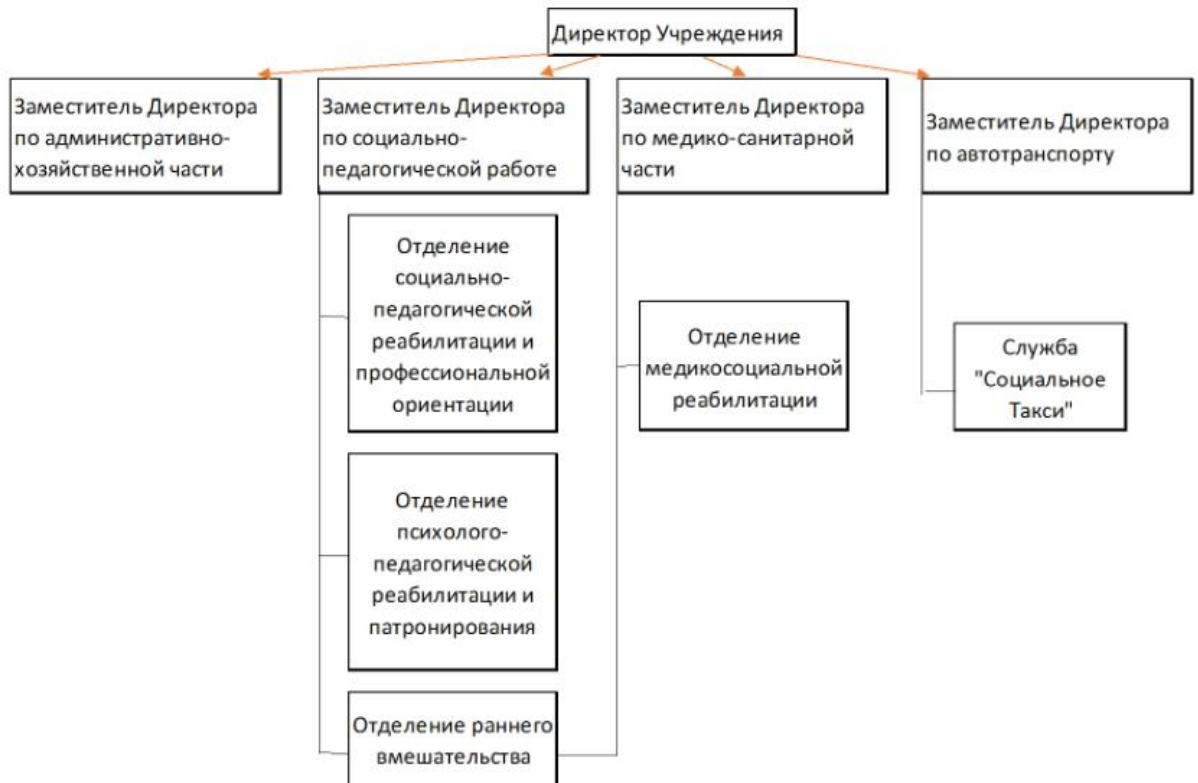 Директор Учреждения
Заместитель Директора
по административно-
хозяйственной части
Заместитель Директора
по социально-
педагогической работе
Заместитель Директора
по медико-санитарной
части
Заместитель Директора
по автотранспорту
Отделение
социально-
педагогической
реабилитации и
профессиональной
ориентации
Отделение
медикосоциальной
реабилитации
Служба
"Социальное
Такси"
Отделение
психолого-
педагогической
реабилитации и
патронирования
Отделение раннего
вмешательства